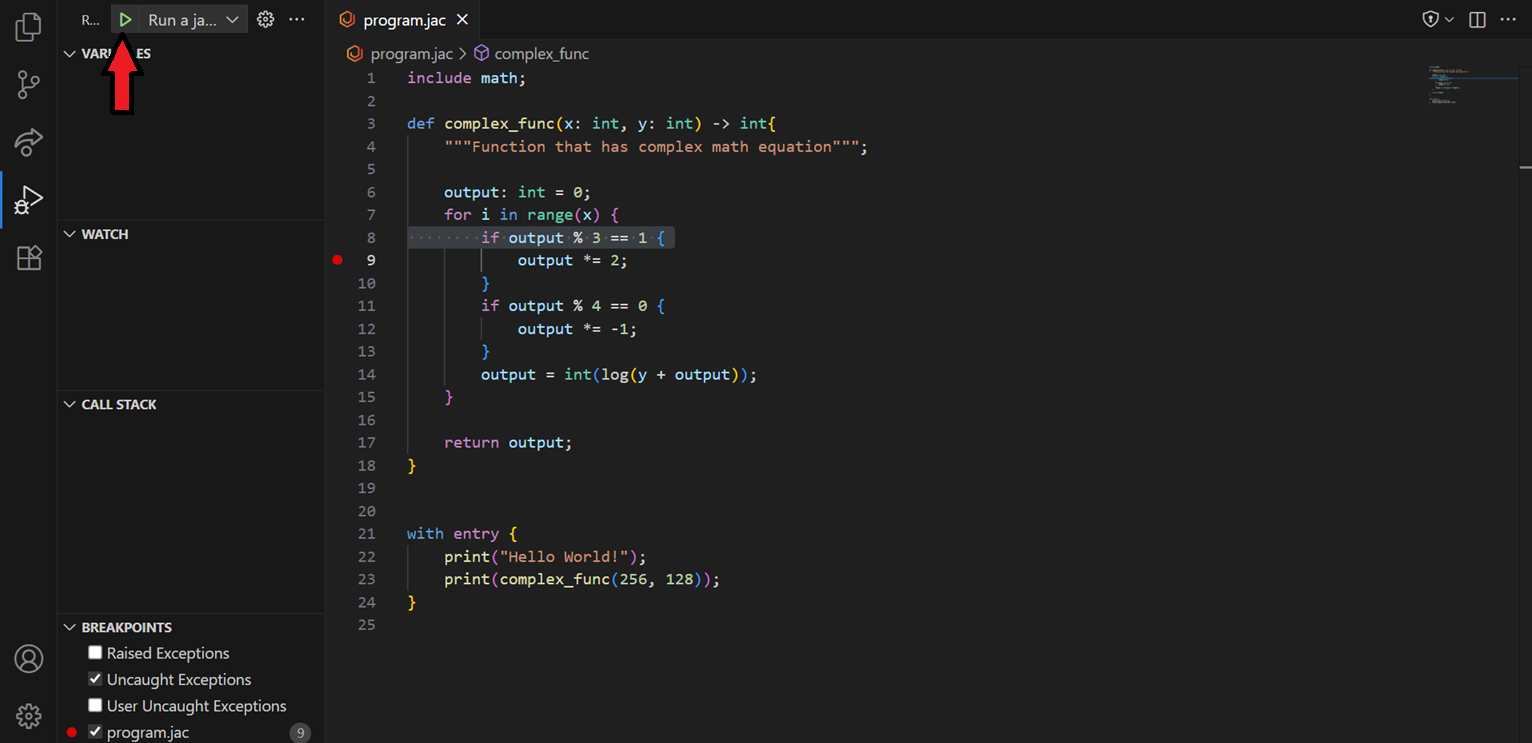 R... Run a ja...
VARIABLES
WATCH
CALL STACK
BREAKPOINTS
Raised Exceptions
Uncaught Exceptions
User Uncaught Exceptions
program.jac 9
program.jac
program.jac > complex_func
1 include math;
2
3 def complex_func(x: int, y: int) -> int{
4 """Function that has complex math equation""";
5
6 output: int = 0;
7 for i in range(x) {
8 ········if output % 3 == 1 {
9 output *= 2;
10 }
11 if output % 4 == 0 {
12 output *= -1;
13 }
14 output = int(log(y + output));
15 }
16
17 return output;
18 }
19
20
21 with entry {
22 print("Hello World!");
23 print(complex_func(256, 128));
24 }
25